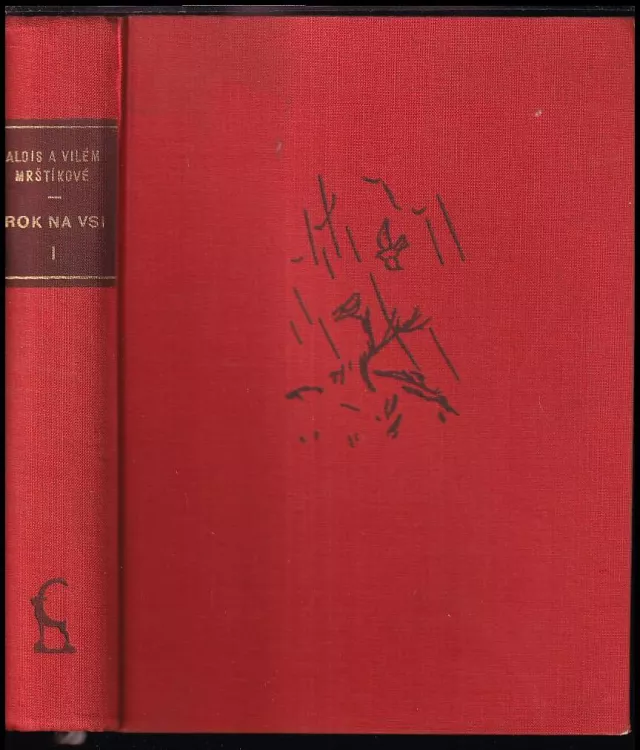 ALOIS A VILÉM
MRŠTÍKOVÉ
ROK NA VSI
I